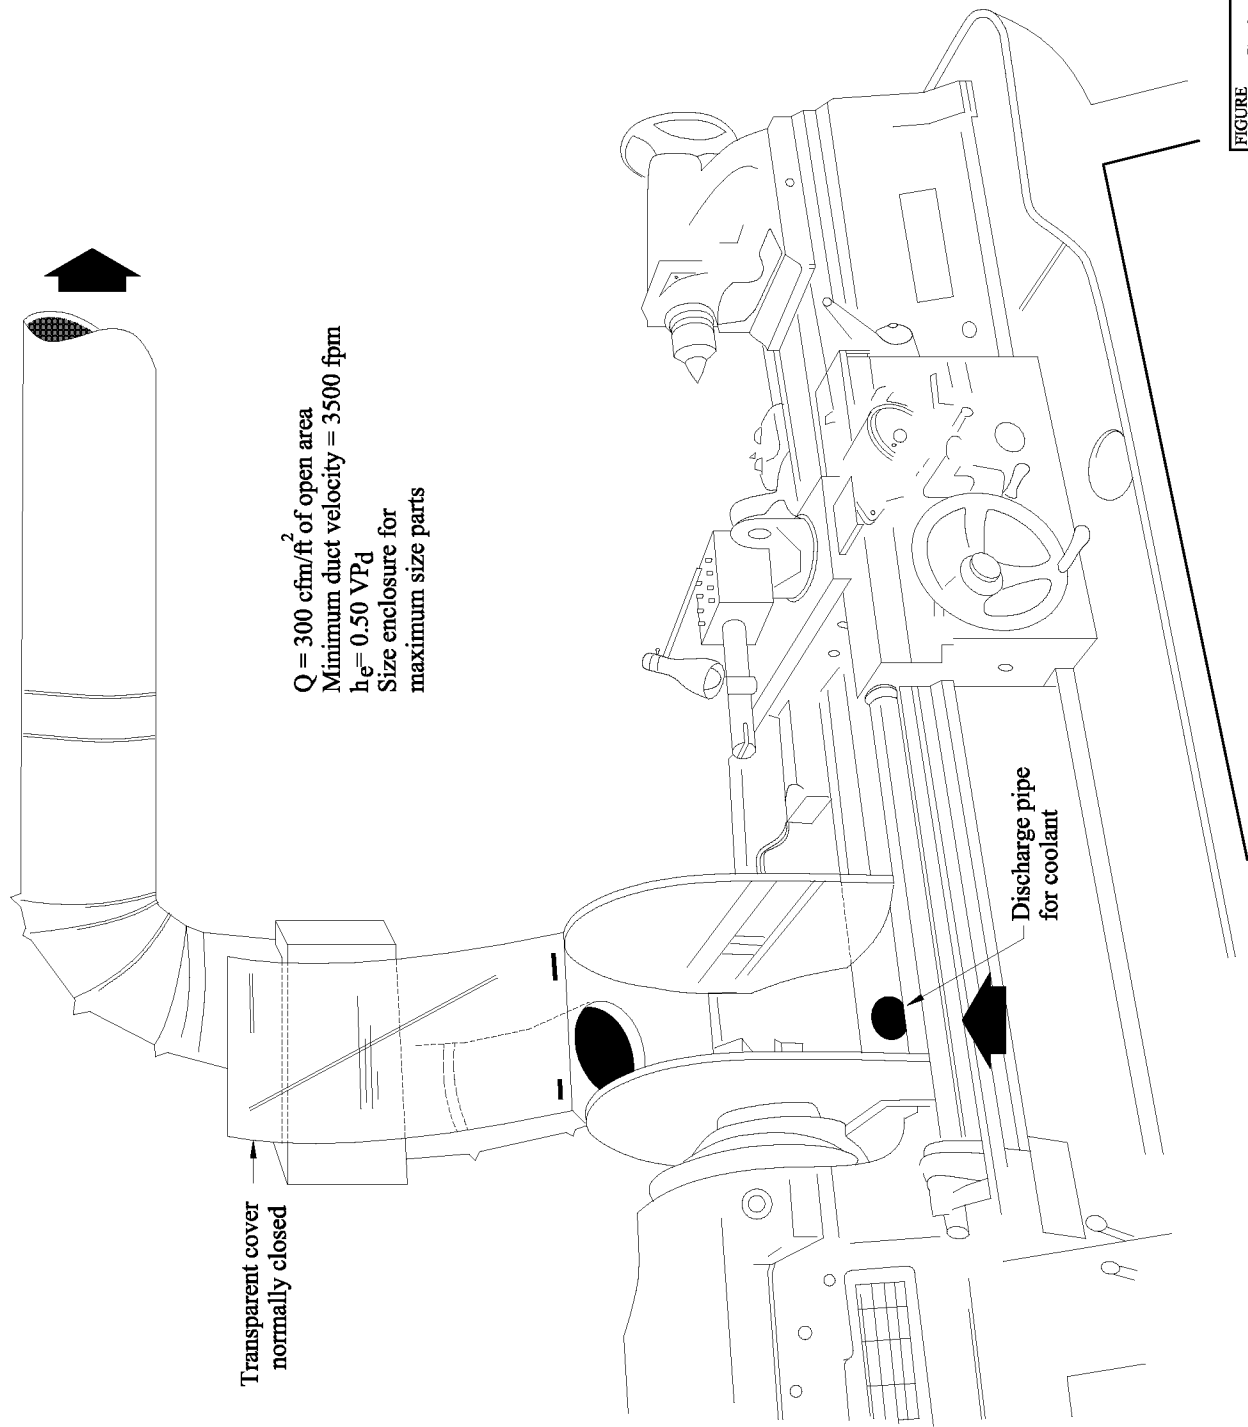 Q = 300 cfm/ft² of open area
Minimum duct velocity = 3500 fpm
hₑ= 0.50 VPd
Size enclosure for
maximum size parts
Transparent cover
normally closed
Discharge pipe
for coolant
FIGURE